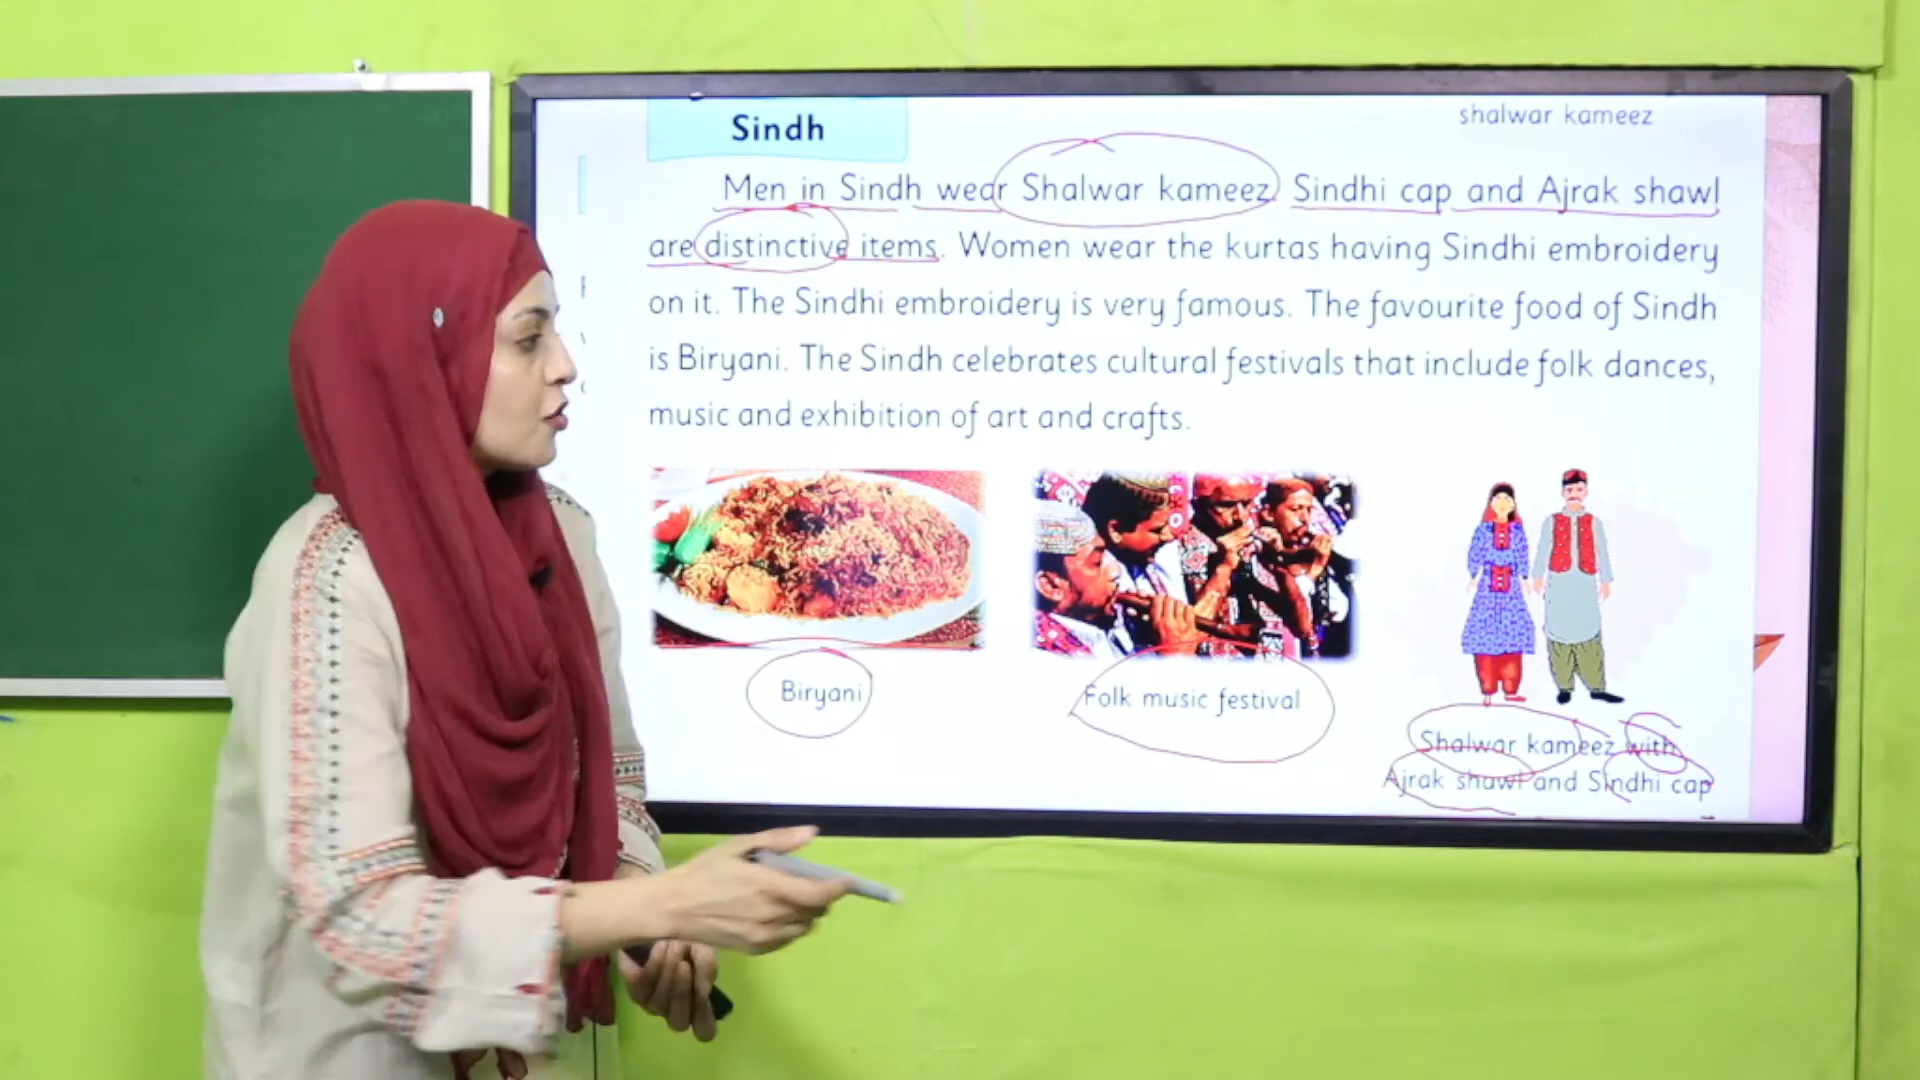 shalwar kameez
Sindh
Men in Sindh wear Shalwar kameez. Sindhi cap and Ajrak shawl
are distinctive items. Women wear the kurtas having Sindhi embroidery
on it. The Sindhi embroidery is very famous. The favourite food of Sindh
is Biryani. The Sindh celebrates cultural festivals that include folk dances,
music and exhibition of art and crafts.
Biryani
Folk music festival
Shalwar kameez with
Ajrak shawl and Sindhi cap